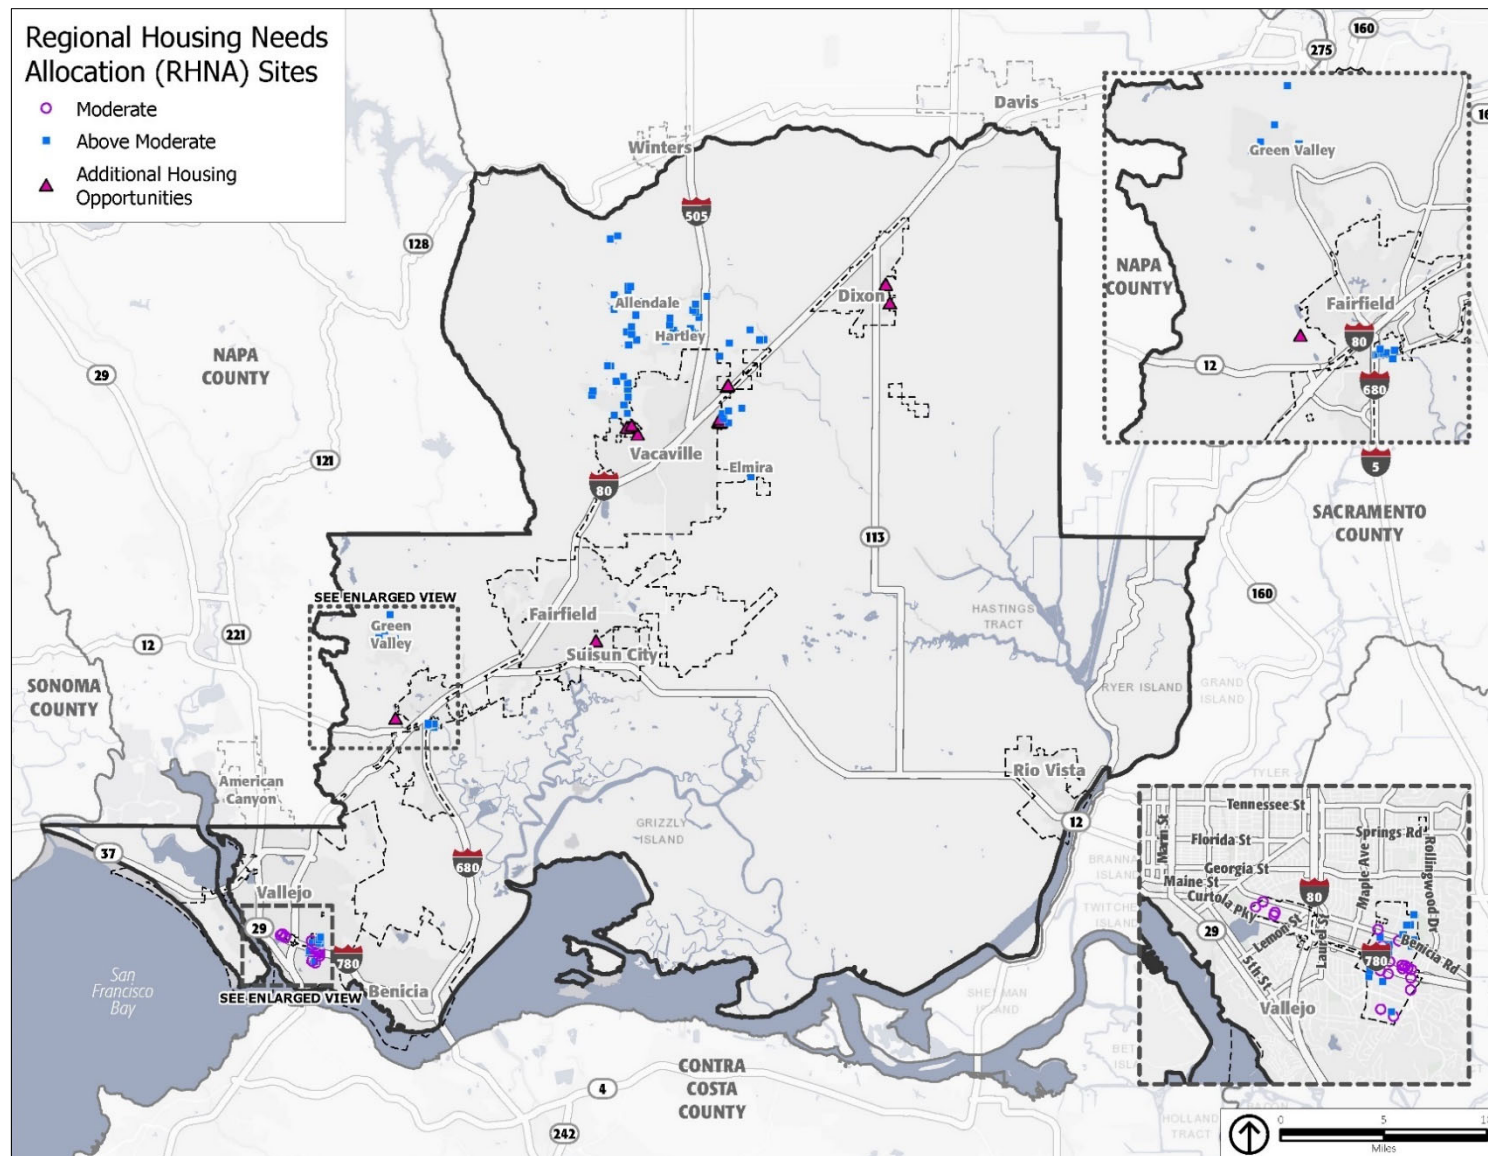 Regional Housing Needs
Allocation (RHNA) Sites
Moderate
Above Moderate
Additional Housing
Opportunities
160
275
Davis
Winters
505
128
Allendale
Hartley
Dixon
NAPA
COUNTY
29
121
Vacaville
Elmira
80
113
Green Valley
NAPA
COUNTY
Fairfield
80
12
680
5
SACRAMENTO
COUNTY
SEE ENLARGED VIEW
Green
Valley
Fairfield
Suisun City
HASTINGS
TRACT
160
12
221
SONOMA
COUNTY
RYER ISLAND
GRAND
ISLAND
American
Canyon
Rio Vista
TYLER
12
GRIZZLY
ISLAND
37
680
Vallejo
29
780
SEE ENLARGED VIEW
Benicia
San
Francisco
Bay
CONTRA
COSTA
COUNTY
4
242
Tennessee St
Marin St
Florida St
Springs Rd
Maple Ave
Rollingwood Dr
Georgia St
Maine St
Curtola Pky
80
29
Lemon St
Laurel St
Benicia Rd
780
5th St
Vallejo
0
5
Miles